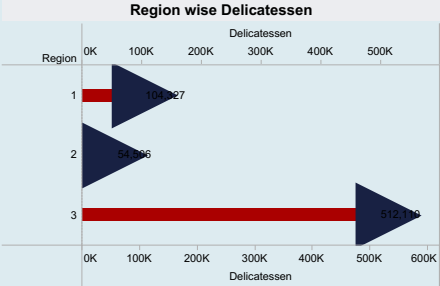 Region wise Delicatessen
Delicatessen
Region
0K 100K 200K 300K 400K 500K
1 104,327
2 54,506
3 512,110
0K 100K 200K 300K 400K 500K 600K
Delicatessen